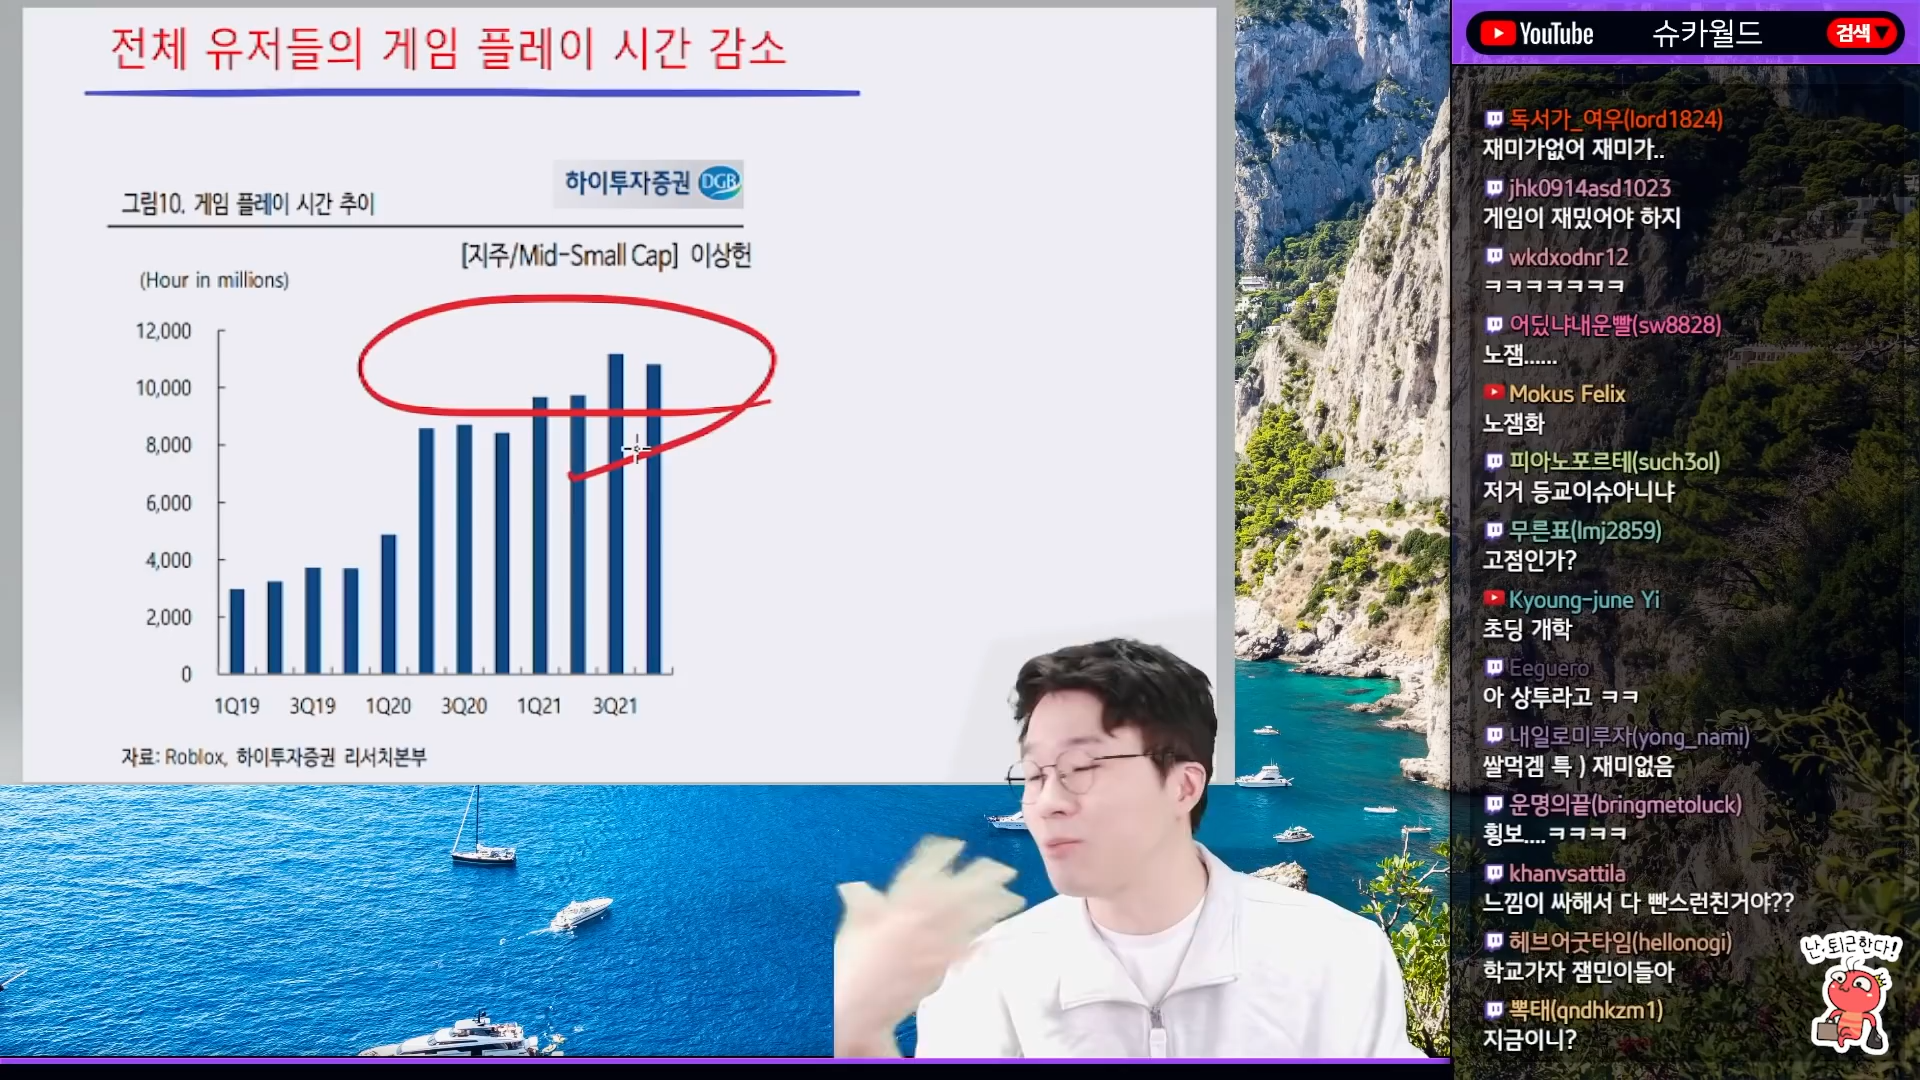 전체 유저들의 게임 플레이 시간 감소
하이투자증권 DGB
그림10. 게임 플레이 시간 추이
[지주/Mid-Small Cap] 이상헌
(Hour in millions)
12,000
10,000
8,000
6,000
4,000
2,000
0
1Q19 3Q19 1Q20 3Q20 1Q21 3Q21
자료: Roblox, 하이투자증권 리서치본부
YouTube 슈카월드 검색
독서가_여우(lord1824)
재미가없어 재미가..
jhk0914asd1023
게임이 재밌어야 하지
wkdxodnr12
ㅋㅋㅋㅋㅋㅋㅋ
어딨냐내운빨(sw8828)
노잼......
Mokus Felix
노잼화
피아노포르테(such3ol)
저거 등교이슈아니냐
무른표(lmj2859)
고점인가?
Kyoung-june Yi
초딩 개학
Eeguero
아 상투라고 ㅋㅋ
내일로미루자(yong_nami)
쌀먹겜 특 ) 재미없음
운명의끝(bringmetoluck)
횡보....ㅋㅋㅋㅋ
khanvsattila
느낌이 싸해서 다 빤스런친거야??
헤브어굿타임(hellonogi)
학교가자 잼민이들아
뽁태(qndhkzm1)
지금이니?
난, 퇴근한다!